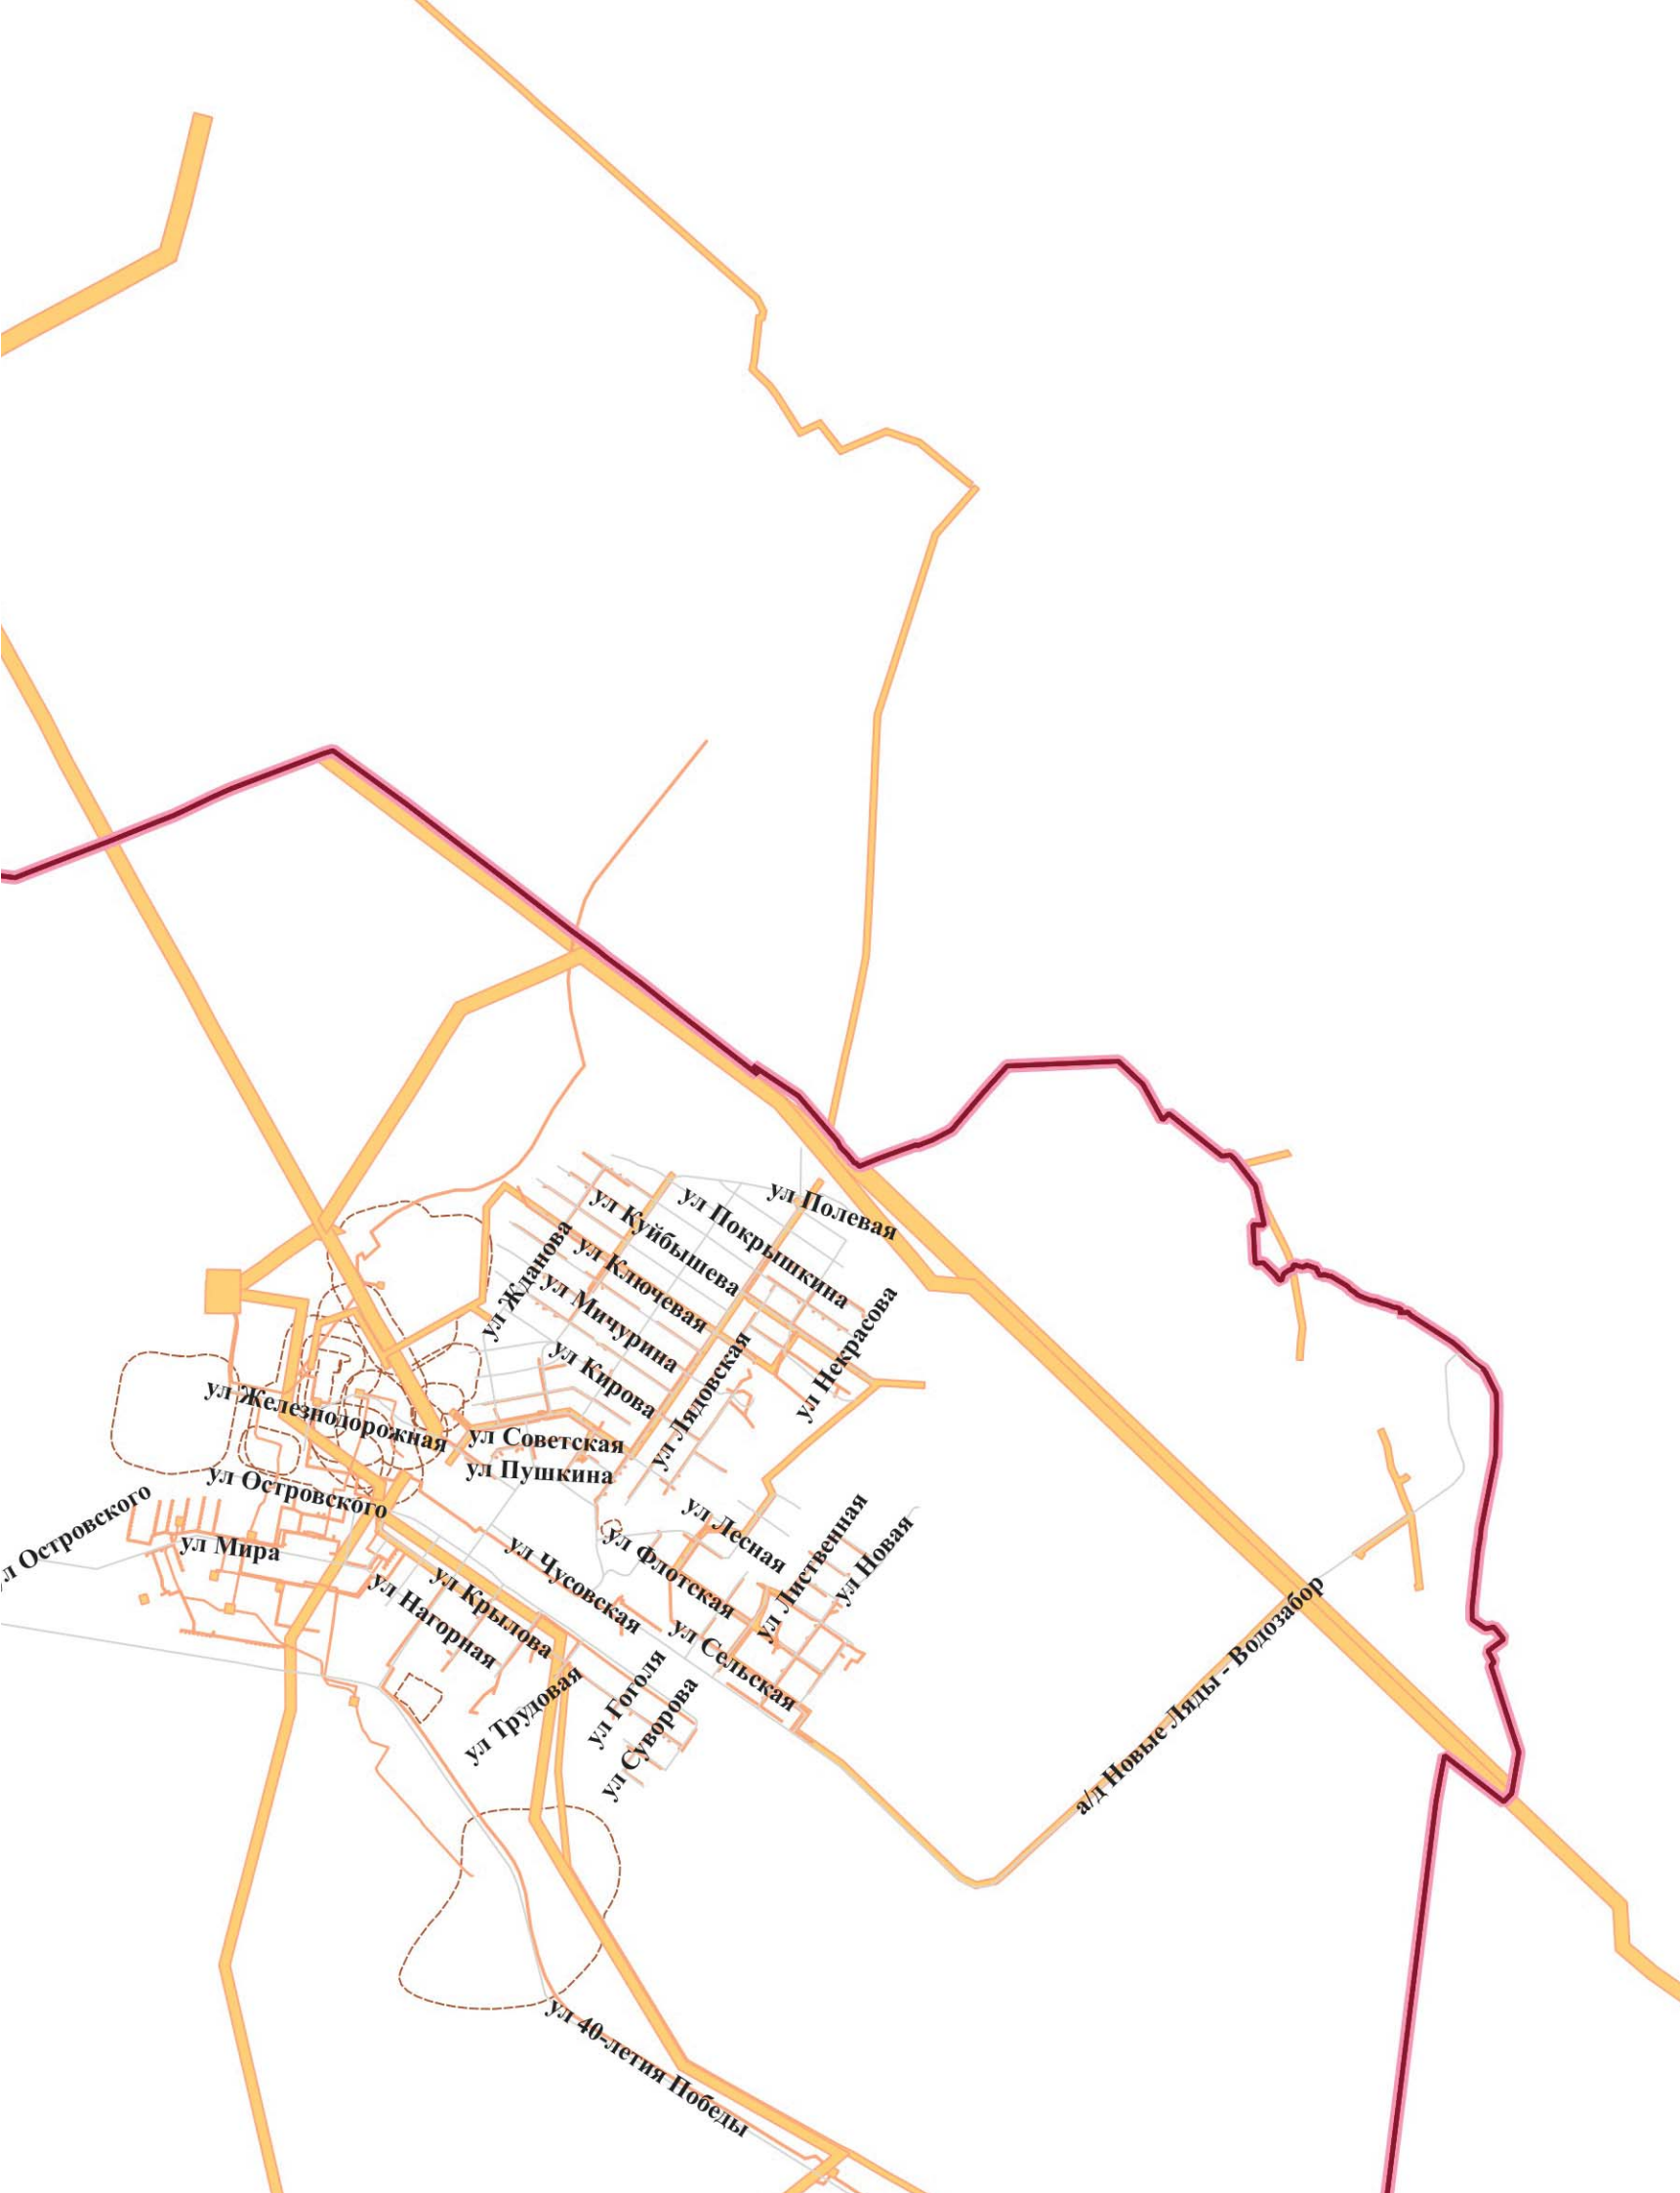 ул Полевая
ул Покрышкина
ул Куйбышева
ул Жданова
ул Ключевая
ул Мичурина
ул Некрасова
ул Лядовская
ул Кирова
ул Железнодорожная
ул Советская
ул Пушкина
ул Островского
л Островского
ул Мира
ул Лесная
ул Флотская
ул Лиственная
ул Новая
ул Чусовская
ул Крылова
ул Нагорная
ул Сельская
ул Трудовая
ул Гоголя
ул Суворова
а/д Новые Ляды - Водозабор
ул 40-летия Победы